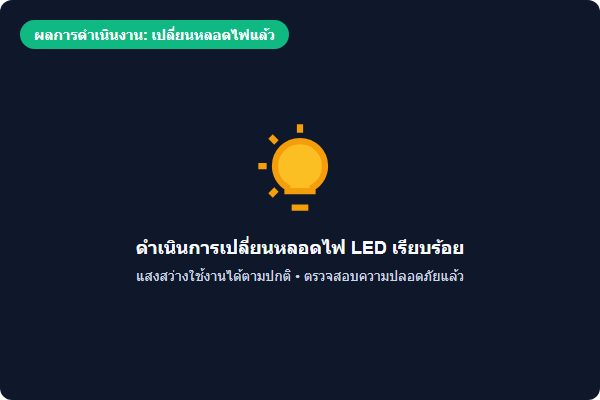 ผลการดำเนินงาน: เปลี่ยนหลอดไฟแล้ว
ดำเนินการเปลี่ยนหลอดไฟ LED เรียบร้อย
แสงสว่างใช้งานได้ตามปกติ • ตรวจสอบความปลอดภัยแล้ว